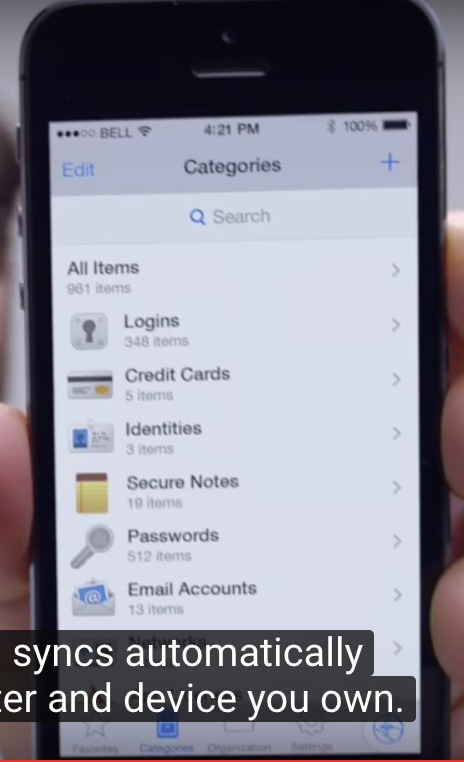 BELL
4:21 PM
100%
Edit
Categories
+
Search
All Items
961 items
Logins
348 items
Credit Cards
5 items
Identities
3 items
Secure Notes
19 items
Passwords
512 items
Email Accounts
13 items
Networks
syncs automatically
ter and device you own.
Favorites
Categories
Organization
Settings